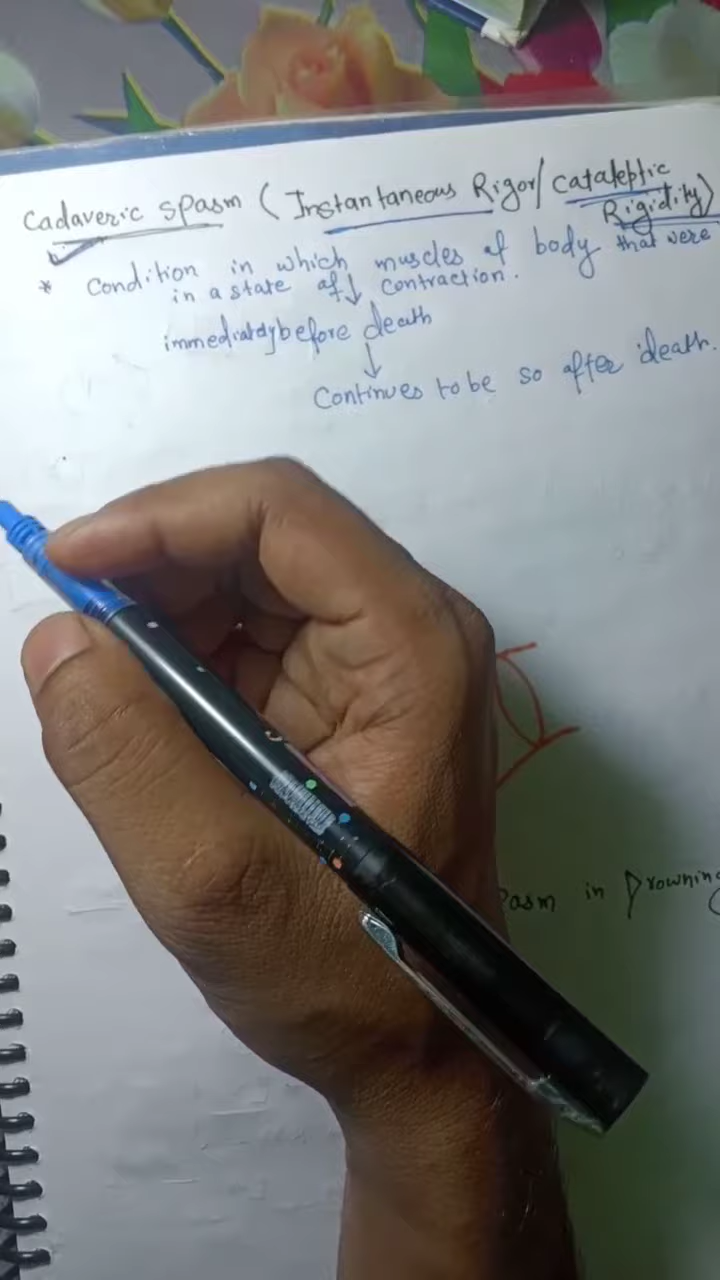 Cadaveric Spasm ( Instantaneous Rigor/ Cataleptic
Rigidity)
* Condition in which muscles of body that were
in a state of ↓ contraction.
immediately before death
↓
Continues to be so after death.
pasm in Drowning